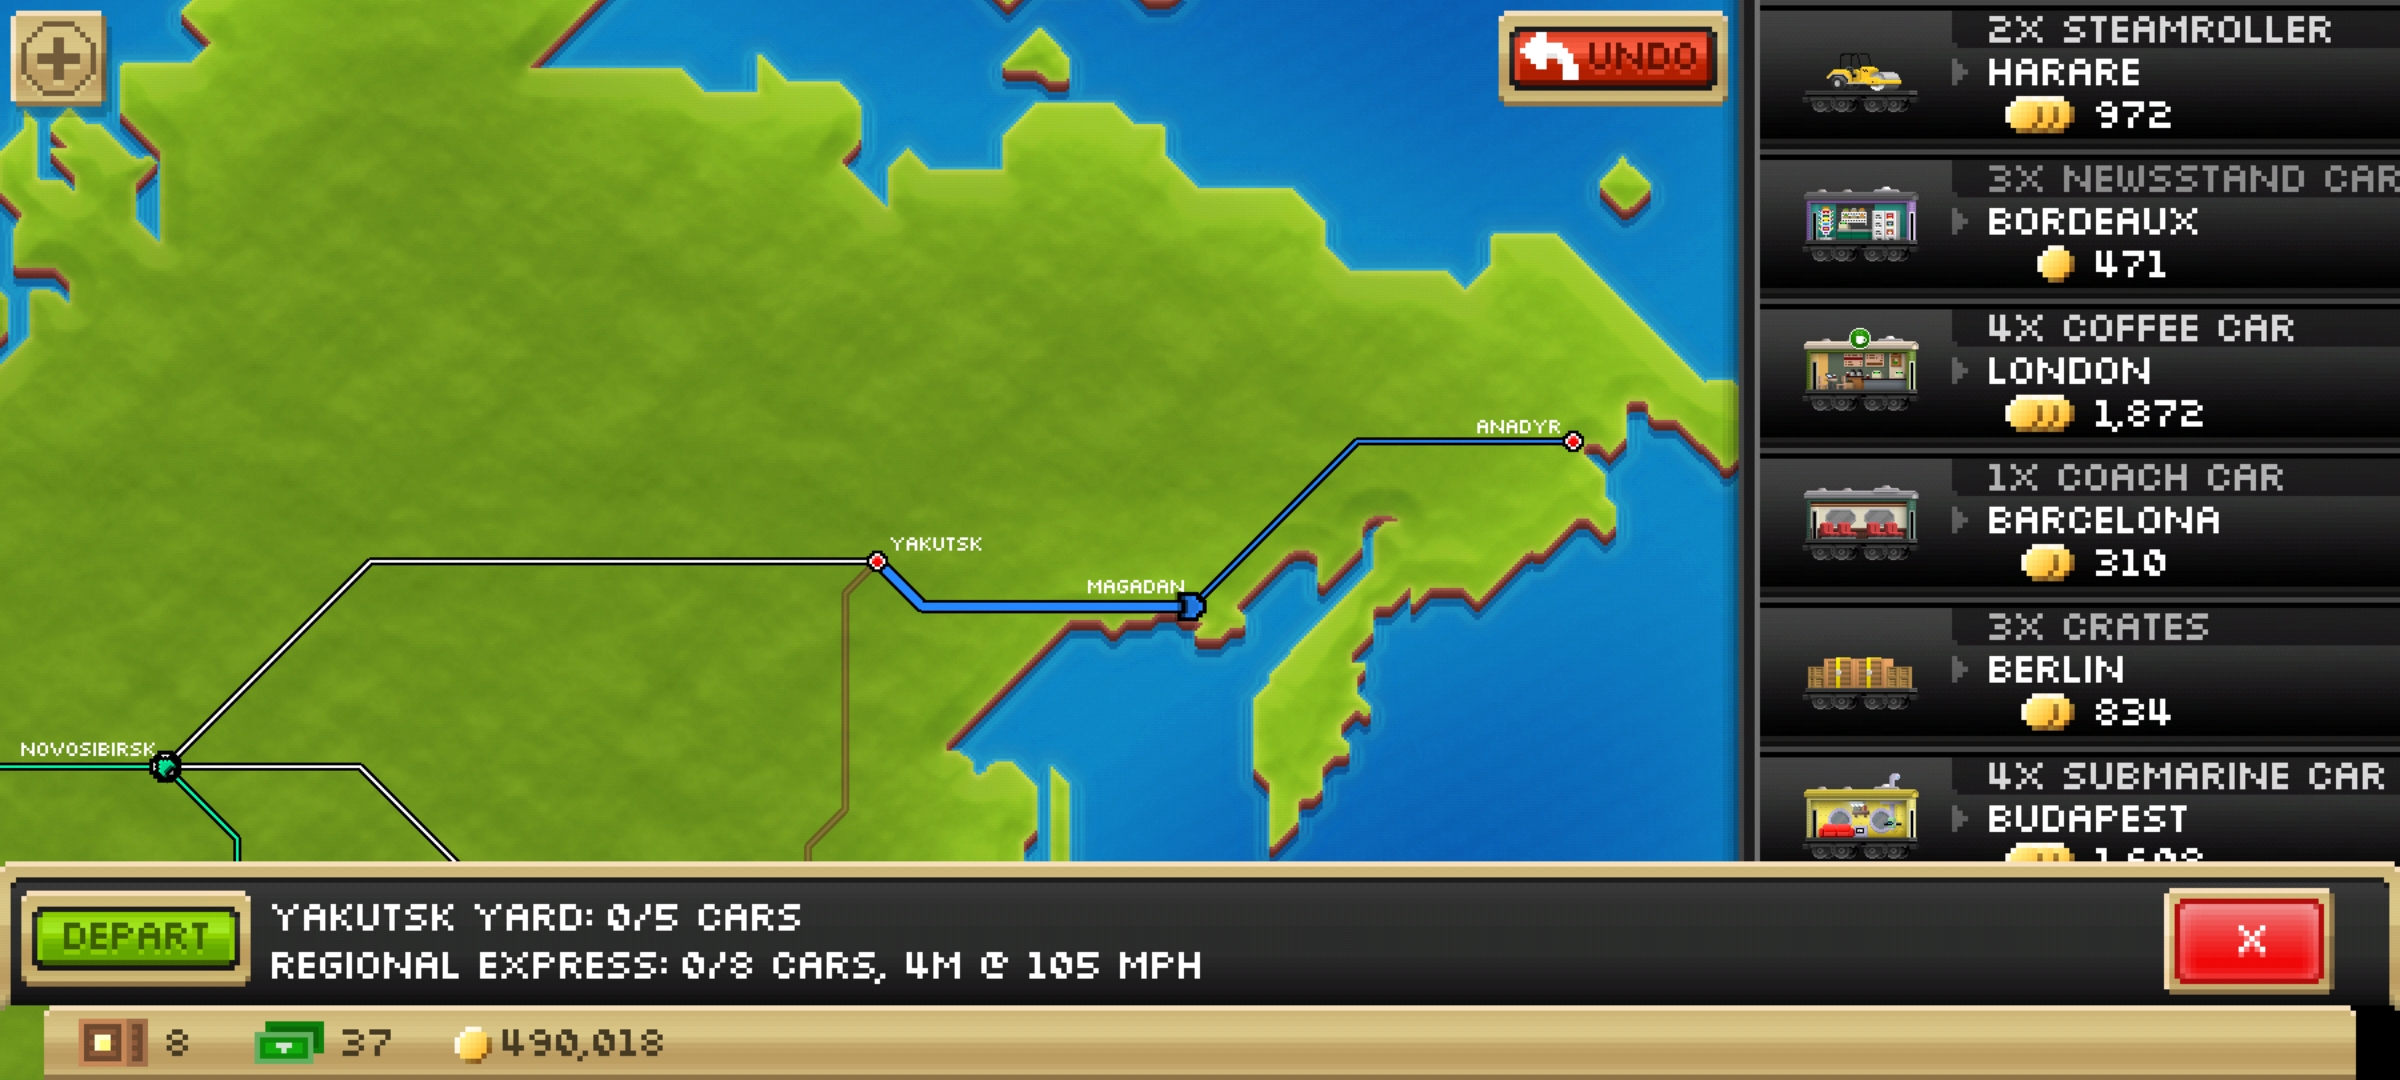 UNDO
ANADYR
YAKUTSK
MAGADAN
NOVOSIBIRSK
2X STEAMROLLER
HARARE
972
3X NEWSSTAND CAR
BORDEAUX
471
4X COFFEE CAR
LONDON
1,872
1X COACH CAR
BARCELONA
310
3X CRATES
BERLIN
834
4X SUBMARINE CAR
BUDAPEST
DEPART
YAKUTSK YARD: 0/5 CARS
REGIONAL EXPRESS: 0/8 CARS, 4M @ 105 MPH
X
8
37
490,018